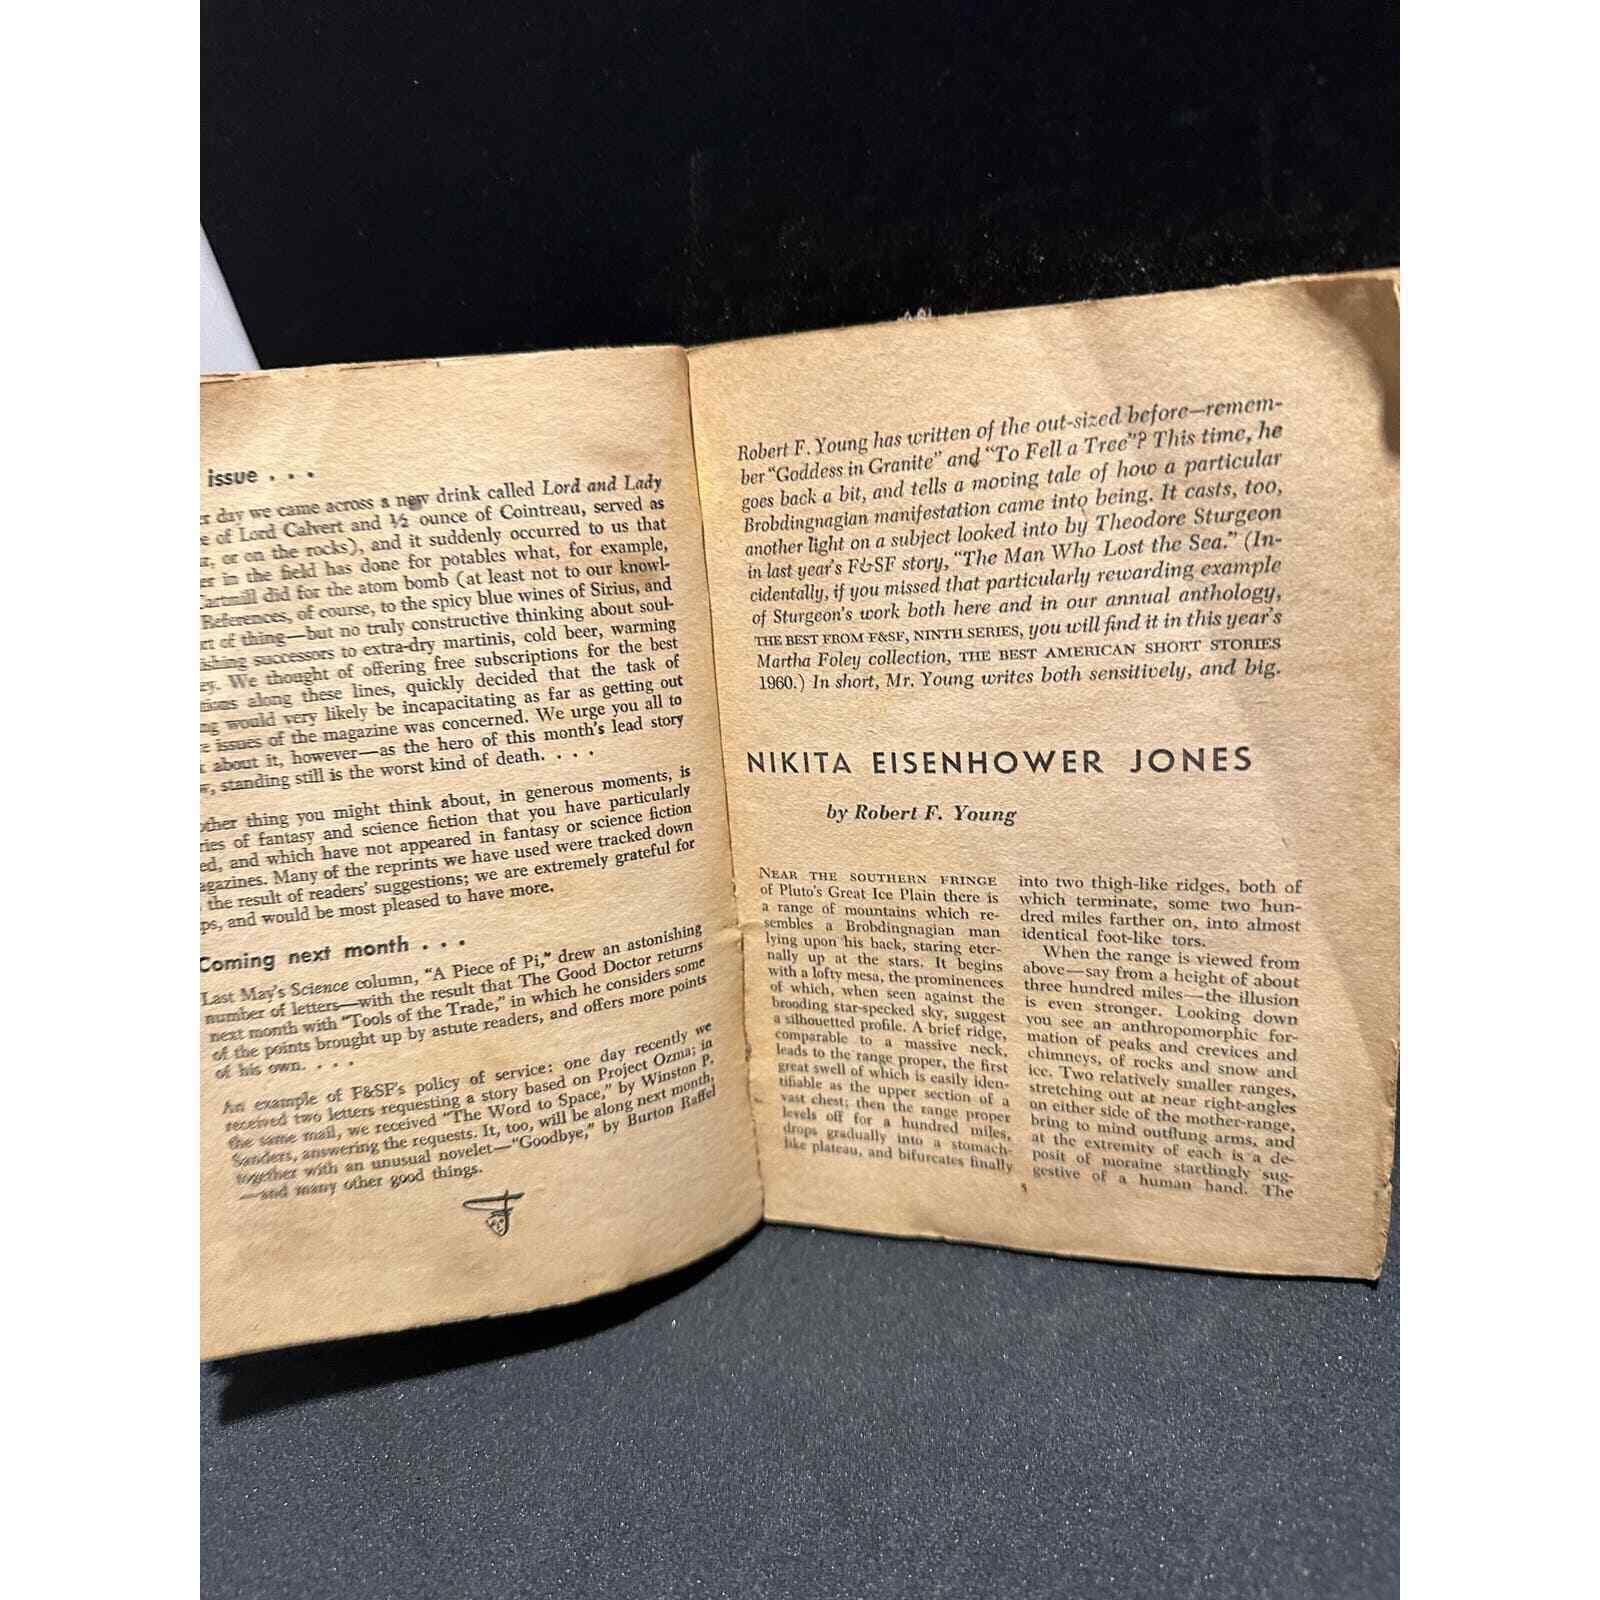 issue . . .
day we came across a new drink called Lord and Lady
of Lord Calvert and ½ ounce of Cointreau, served as
or on the rocks), and it suddenly occurred to us that
in the field has done for potables what, for example,
Cartmill did for the atom bomb (at least not to our knowl-
References, of course, to the spicy blue wines of Sirius, and
of thing—but no truly constructive thinking about soul-
successors to extra-dry martinis, cold beer, warming
We thought of offering free subscriptions for the best
along these lines, quickly decided that the task of
would very likely be incapacitating as far as getting out
issues of the magazine was concerned. We urge you all to
about it, however—as the hero of this month's lead story
standing still is the worst kind of death. . . .
other thing you might think about, in generous moments, is
ries of fantasy and science fiction that you have particularly
ed, and which have not appeared in fantasy or science fiction
agazines. Many of the reprints we have used were tracked down
the result of readers' suggestions; we are extremely grateful for
ps, and would be most pleased to have more.
Coming next month . . .
Last May's Science column, "A Piece of Pi," drew an astonishing
number of letters—with the result that The Good Doctor returns
next month with "Tools of the Trade," in which he considers some
of the points brought up by astute readers, and offers more points
of his own. . . .
An example of F&SF's policy of service: one day recently we
received two letters requesting a story based on Project Ozma; in
the same mail, we received "The Word to Space," by Winston P.
Sanders, answering the requests. It, too, will be along next month,
together with an unusual novelet—"Goodbye," by Burton Raffel
—and many other good things.
Robert F. Young has written of the out-sized before—remem-
ber "Goddess in Granite" and "To Fell a Tree"? This time, he
goes back a bit, and tells a moving tale of how a particular
Brobdingnagian manifestation came into being. It casts, too,
another light on a subject looked into by Theodore Sturgeon
in last year's F&SF story, "The Man Who Lost the Sea." (In-
cidentally, if you missed that particularly rewarding example
of Sturgeon's work both here and in our annual anthology,
THE BEST FROM F&SF, NINTH SERIES, you will find it in this year's
Martha Foley collection, THE BEST AMERICAN SHORT STORIES
1960.) In short, Mr. Young writes both sensitively, and big.
NIKITA EISENHOWER JONES
by Robert F. Young
NEAR THE SOUTHERN FRINGE
of Pluto's Great Ice Plain there is
a range of mountains which re-
sembles a Brobdingnagian man
lying upon his back, staring eter-
nally up at the stars. It begins
with a lofty mesa, the prominences
of which, when seen against the
brooding star-specked sky, suggest
a silhouetted profile. A brief ridge,
comparable to a massive neck,
leads to the range proper, the first
great swell of which is easily iden-
tifiable as the upper section of a
vast chest; then the range proper
levels off for a hundred miles,
drops gradually into a stomach-
like plateau, and bifurcates finally
into two thigh-like ridges, both of
which terminate, some two hun-
dred miles farther on, into almost
identical foot-like tors.
When the range is viewed from
above—say from a height of about
three hundred miles—the illusion
is even stronger. Looking down
you see an anthropomorphic for-
mation of peaks and crevices and
chimneys, of rocks and snow and
ice. Two relatively smaller ranges,
stretching out at near right-angles
on either side of the mother-range,
bring to mind outflung arms, and
at the extremity of each is a de-
posit of moraine startlingly sug-
gestive of a human hand. The
5